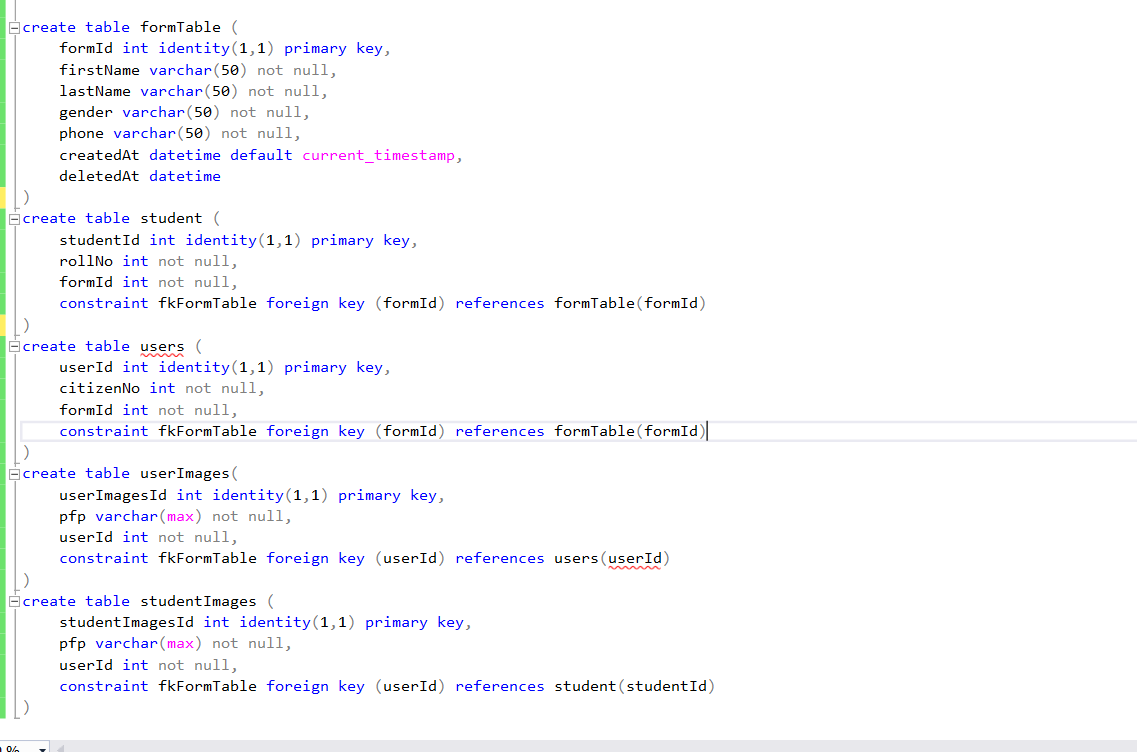 create table formTable (
formId int identity(1,1) primary key,
firstName varchar(50) not null,
lastName varchar(50) not null,
gender varchar(50) not null,
phone varchar(50) not null,
createdAt datetime default current_timestamp,
deletedAt datetime
)
create table student (
studentId int identity(1,1) primary key,
rollNo int not null,
formId int not null,
constraint fkFormTable foreign key (formId) references formTable(formId)
)
create table users (
userId int identity(1,1) primary key,
citizenNo int not null,
formId int not null,
constraint fkFormTable foreign key (formId) references formTable(formId)
)
create table userImages(
userImagesId int identity(1,1) primary key,
pfp varchar(max) not null,
userId int not null,
constraint fkFormTable foreign key (userId) references users(userId)
)
create table studentImages (
studentImagesId int identity(1,1) primary key,
pfp varchar(max) not null,
userId int not null,
constraint fkFormTable foreign key (userId) references student(studentId)
)
%